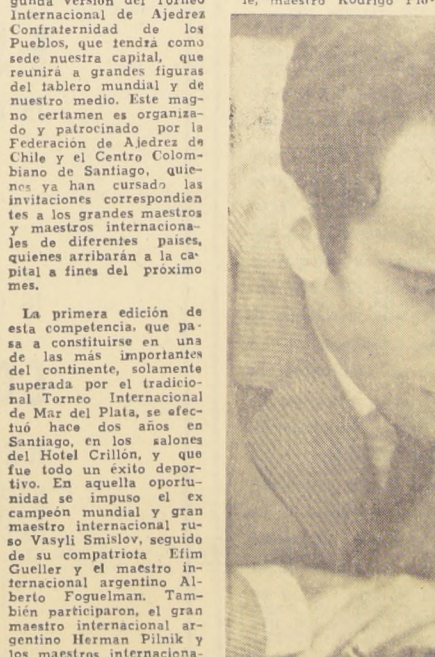 gunda versión del Torneo
Internacional de Ajedrez
Confraternidad de los
Pueblos, que tendrá como
sede nuestra capital, que
reunirá a grandes figuras
del tablero mundial y de
nuestro medio. Este mag-
no certamen es organiza-
do y patrocinado por la
Federación de Ajedrez de
Chile y el Centro Colom-
biano de Santiago, quie-
nes ya han cursado las
invitaciones correspondien
tes a los grandes maestros
y maestros internaciona-
les de diferentes países,
quienes arribarán a la ca-
pital a fines del próximo
mes.
La primera edición de
esta competencia, que pa-
sa a constituirse en una
de las más importantes
del continente, solamente
superada por el tradicio-
nal Torneo Internacional
de Mar del Plata, se efec-
tuó hace dos años en
Santiago, en los salones
del Hotel Crillón, y que
fue todo un éxito depor-
tivo. En aquella oportu-
nidad se impuso el ex
campeón mundial y gran
maestro internacional ru-
so Vasyli Smislov, seguido
de su compatriota Efim
Gueller y el maestro in-
ternacional argentino Al-
berto Foguelman. Tam-
bién participaron, el gran
maestro internacional ar-
gentino Herman Pilnik y
los maestros internaciona-
le, maestro Rodrigo Flo-